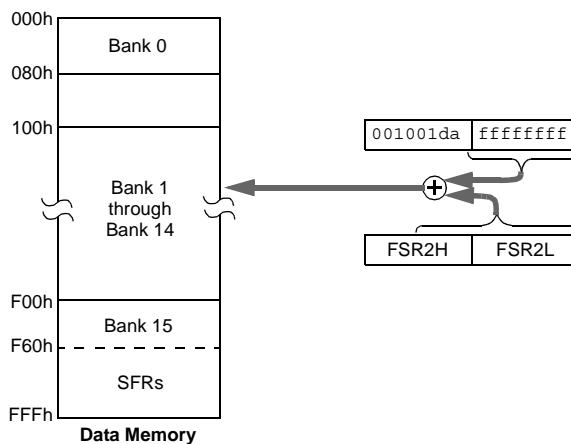 000h
Bank 0
080h
100h
001001da ffffffff
Bank 1
through
Bank 14
+
FSR2H FSR2L
F00h
Bank 15
F60h
SFRs
FFFh
Data Memory